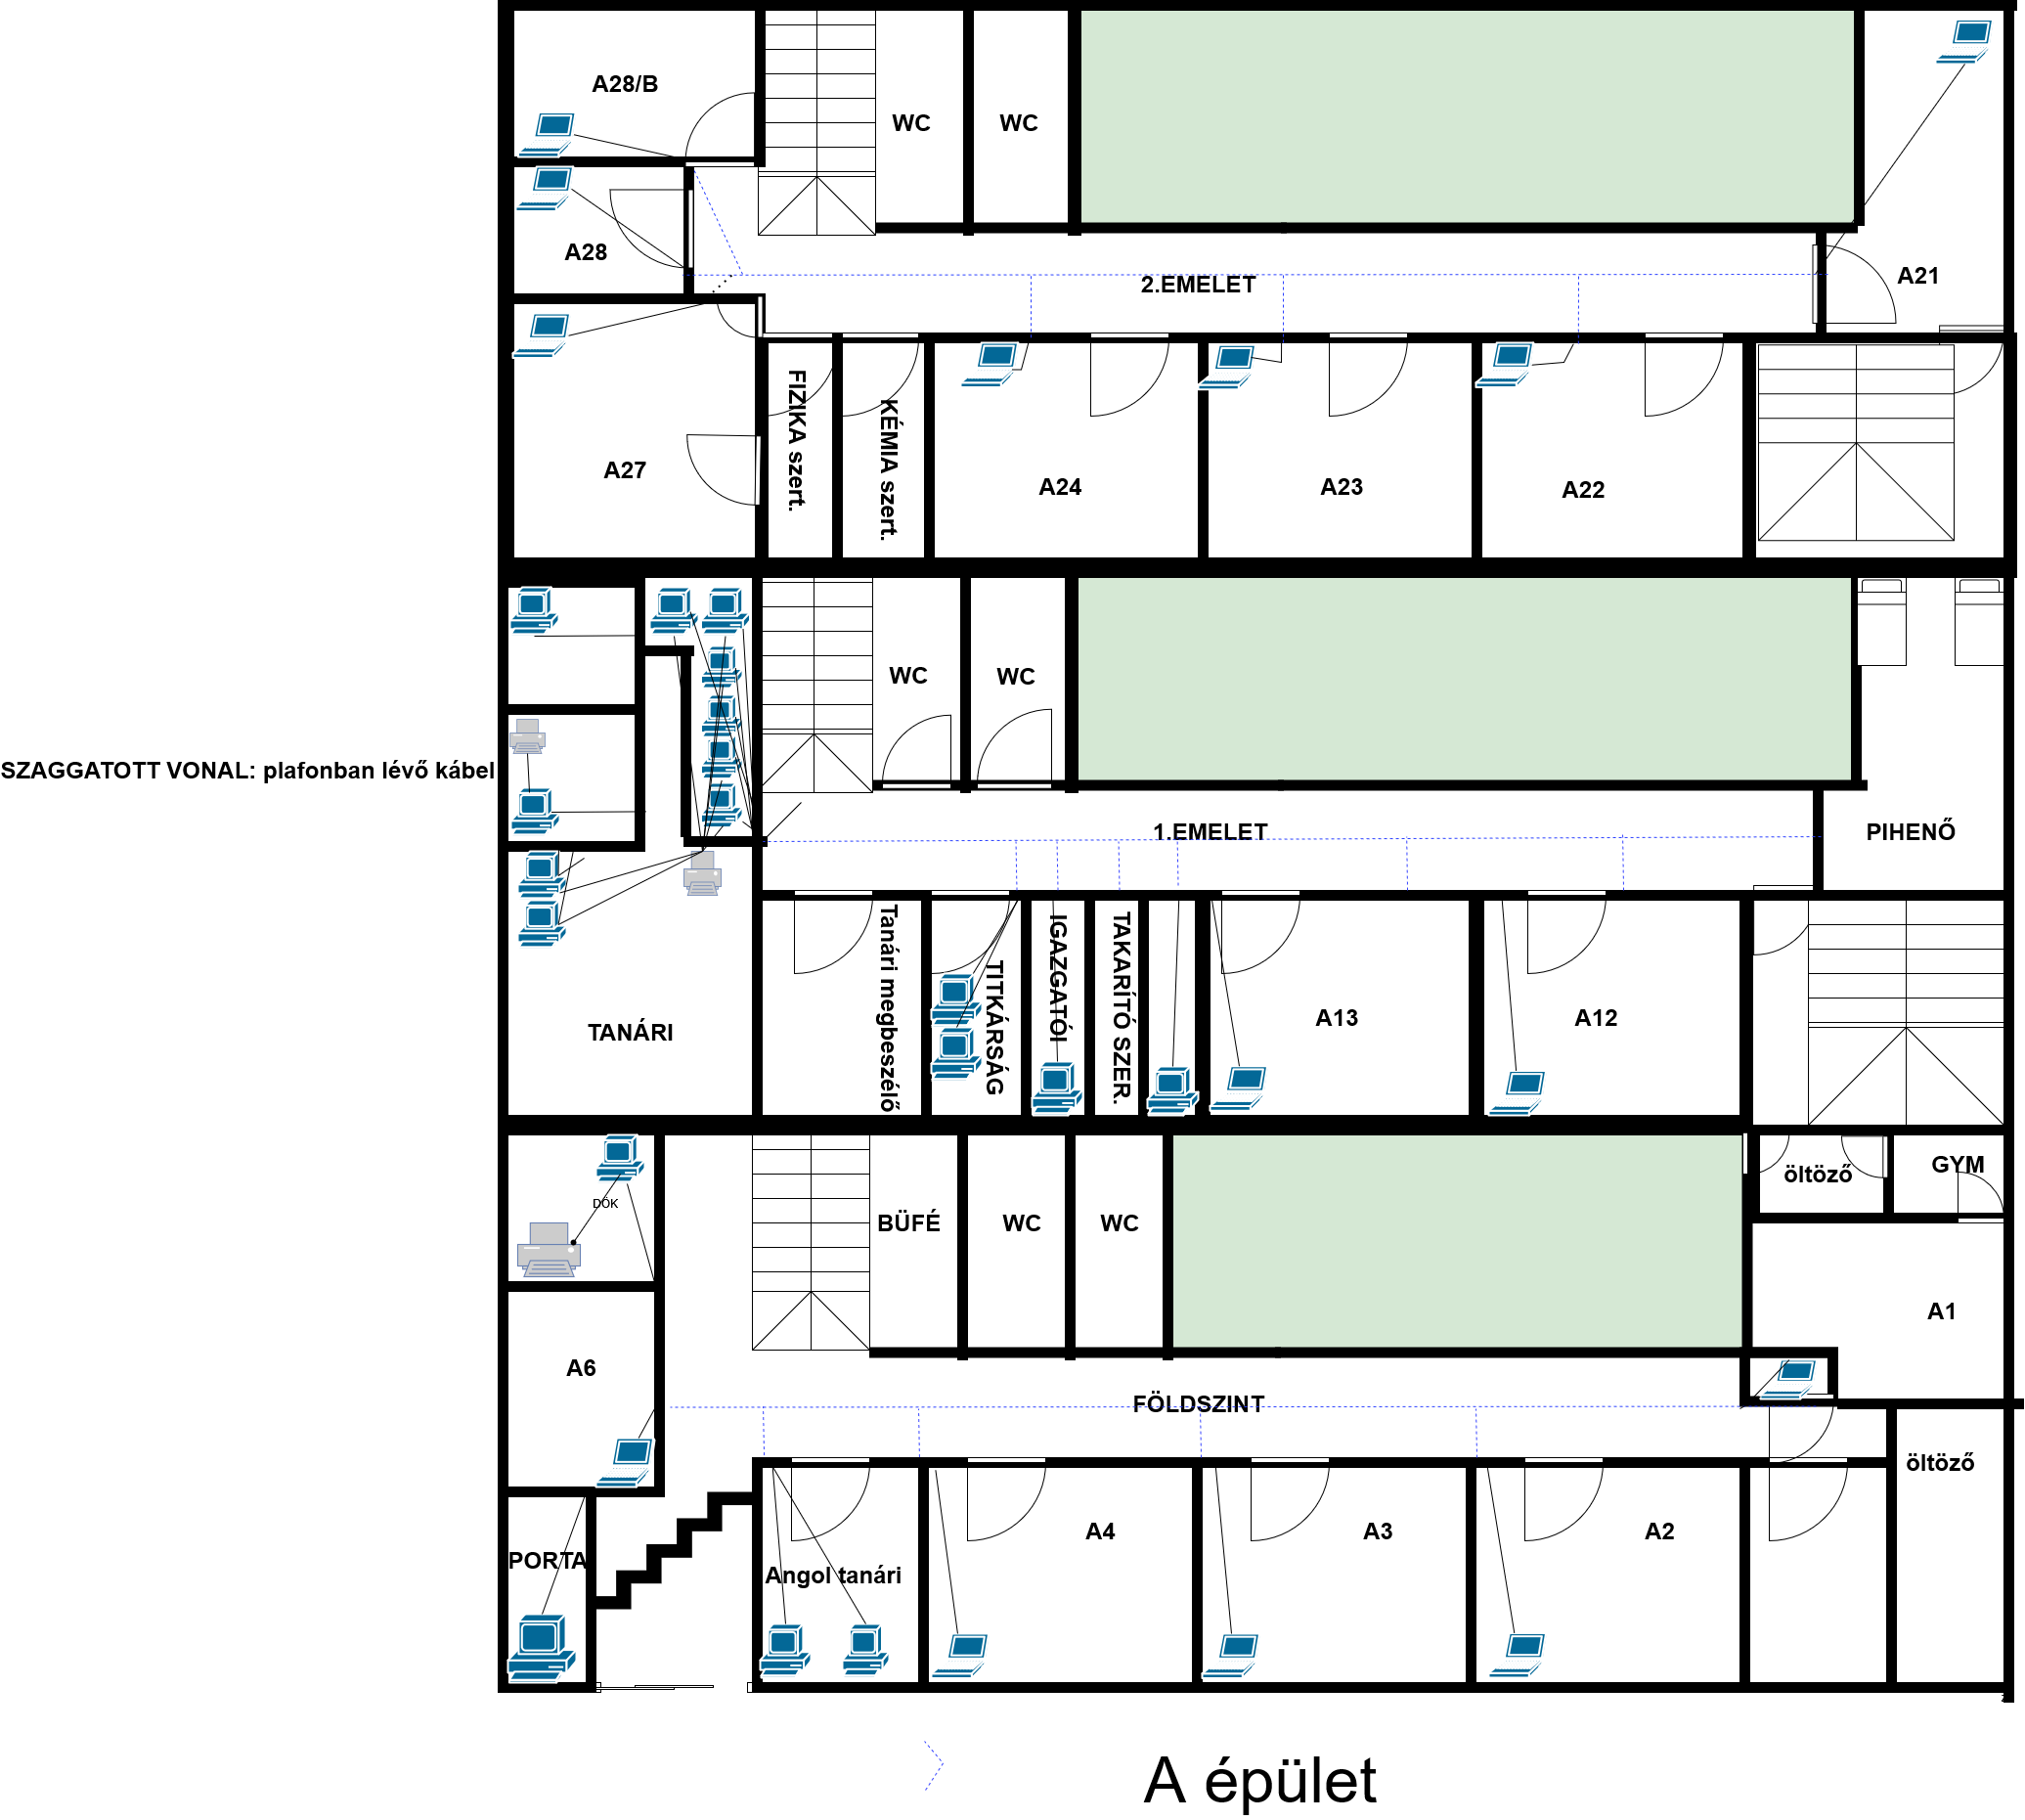 A28/B
WC
WC
A28
2.EMELET
A21
A27
FIZIKA szert.
KÉMIA szert.
A24
A23
A22
WC
WC
SZAGGATOTT VONAL: plafonban lévő kábel
1.EMELET
PIHENŐ
TANÁRI
Tanári megbeszélő
TITKÁRSÁG
IGAZGATÓI
TAKARÍTÓ SZER.
A13
A12
DÖK
BÜFÉ
WC
WC
öltöző
GYM
A1
A6
FÖLDSZINT
öltöző
PORTA
Angol tanári
A4
A3
A2
A épület